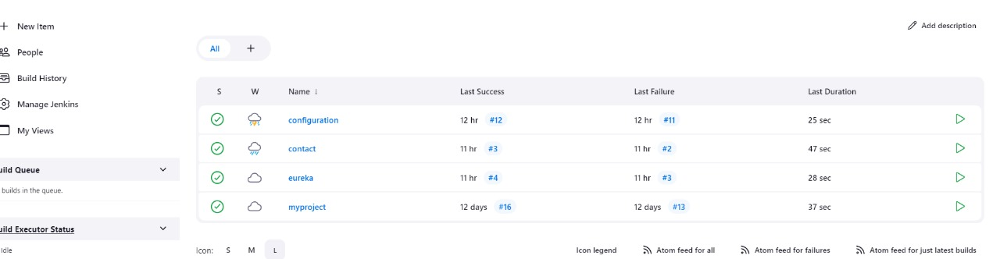 New Item
People
Build History
Manage Jenkins
My Views
uild Queue
builds in the queue.
uild Executor Status
Idle
Add description
All +
S W Name ↓ Last Success Last Failure Last Duration
configuration 12 hr #12 12 hr #11 25 sec
contact 11 hr #3 11 hr #2 47 sec
eureka 11 hr #4 11 hr #3 28 sec
myproject 12 days #16 12 days #13 37 sec
Icon: S M L Icon legend Atom feed for all Atom feed for failures Atom feed for just latest builds